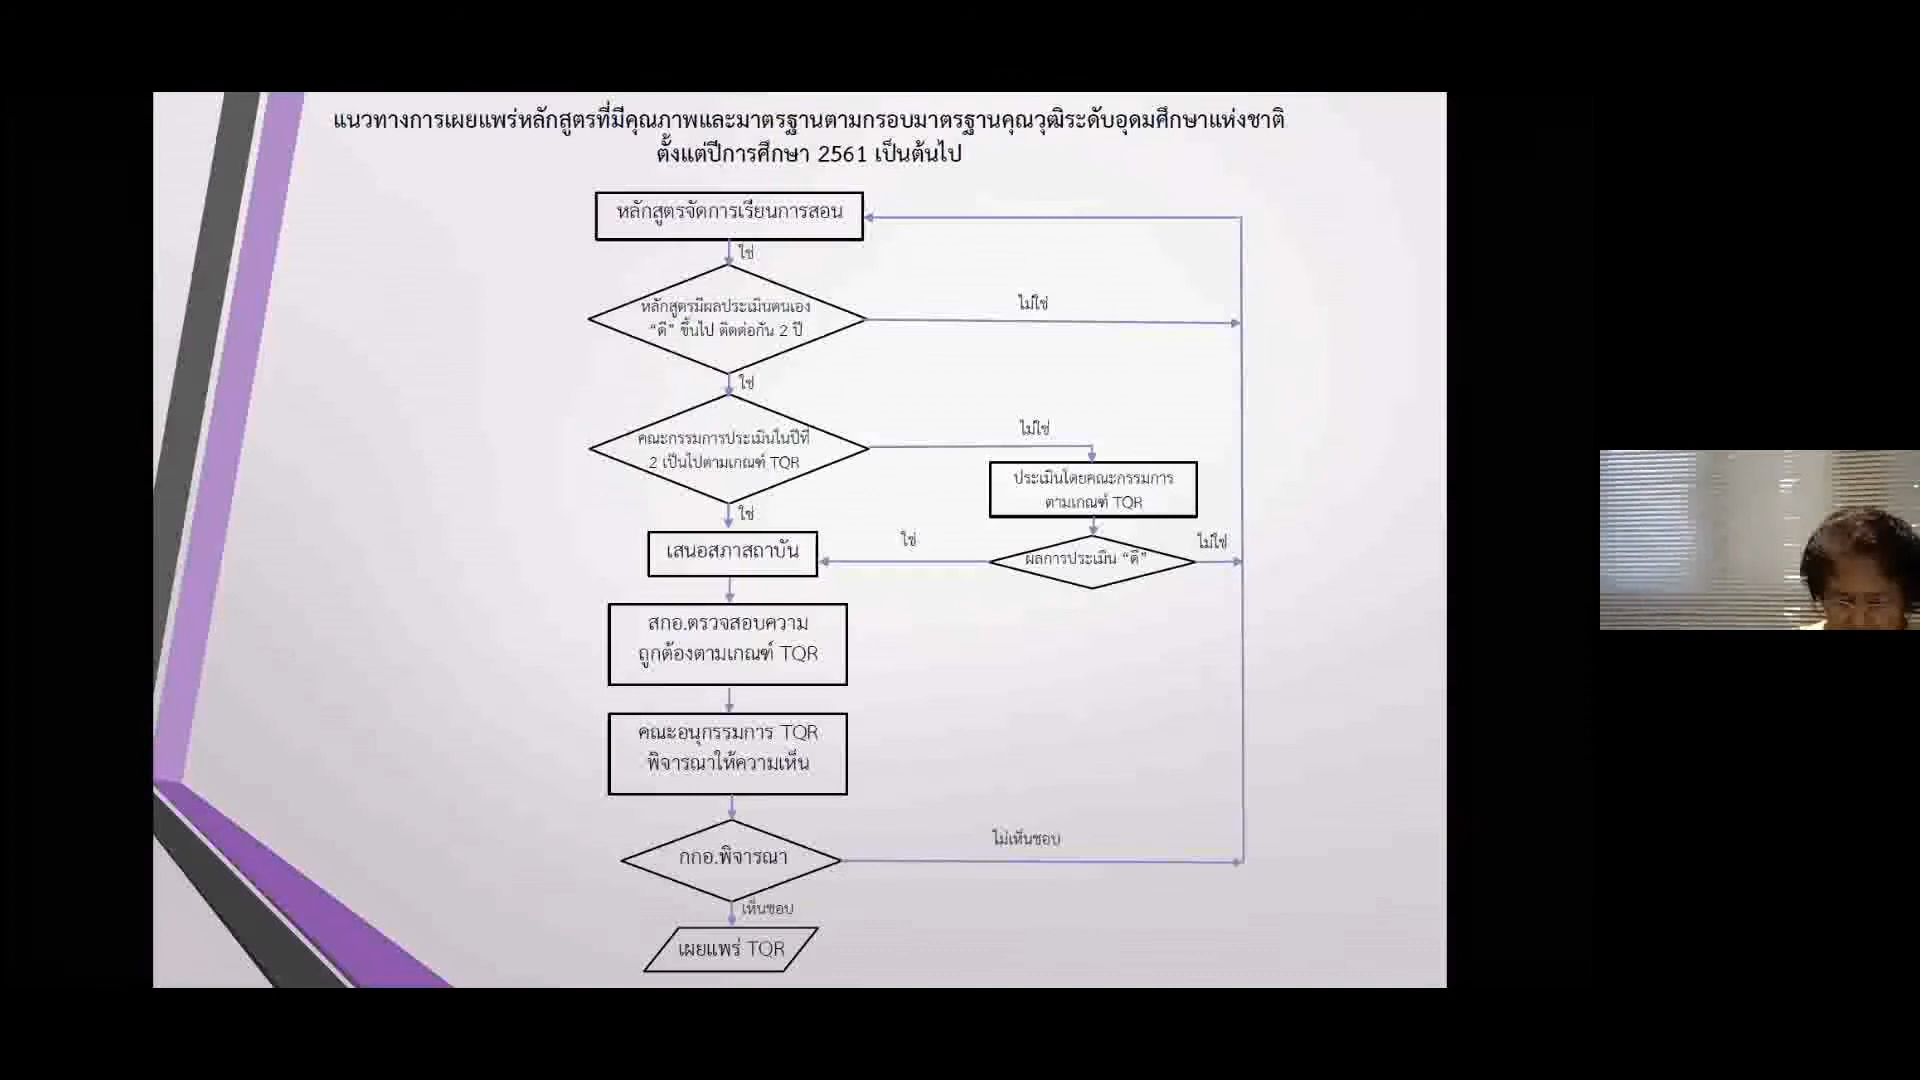 แนวทางการเผยแพร่หลักสูตรที่มีคุณภาพและมาตรฐานตามกรอบมาตรฐานคุณวุฒิระดับอุดมศึกษาแห่งชาติ
ตั้งแต่ปีการศึกษา 2561 เป็นต้นไป
หลักสูตรจัดการเรียนการสอน
ใช่
หลักสูตรมีผลประเมินตนเอง
“ดี” ขึ้นไป ติดต่อกัน 2 ปี
ไม่ใช่
ใช่
คณะกรรมการประเมินในปีที่
2 เป็นไปตามเกณฑ์ TQR
ไม่ใช่
ประเมินโดยคณะกรรมการ
ตามเกณฑ์ TQR
ใช่
เสนอสภาสถาบัน
ใช่
ผลการประเมิน “ดี”
ไม่ใช่
สกอ.ตรวจสอบความ
ถูกต้องตามเกณฑ์ TQR
คณะอนุกรรมการ TQR
พิจารณาให้ความเห็น
กกอ.พิจารณา
ไม่เห็นชอบ
เห็นชอบ
เผยแพร่ TQR